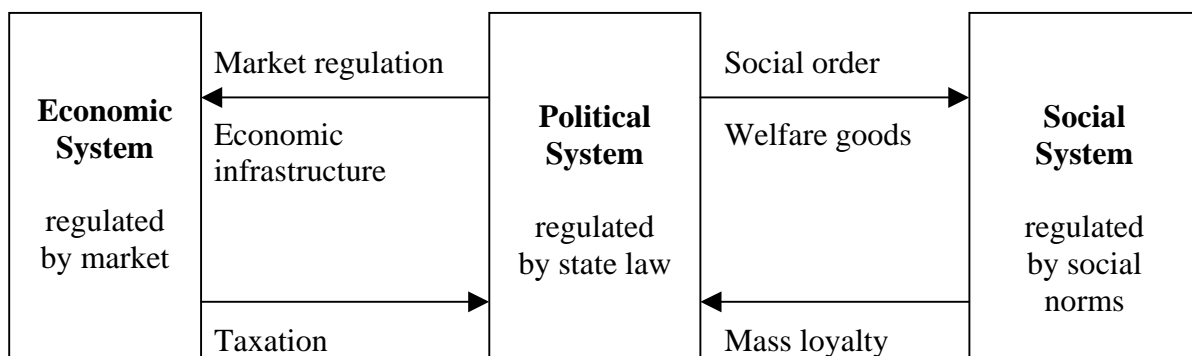 Economic
System
regulated
by market
Market regulation
Economic
infrastructure
Taxation
Political
System
regulated
by state law
Social order
Welfare goods
Mass loyalty
Social
System
regulated
by social
norms